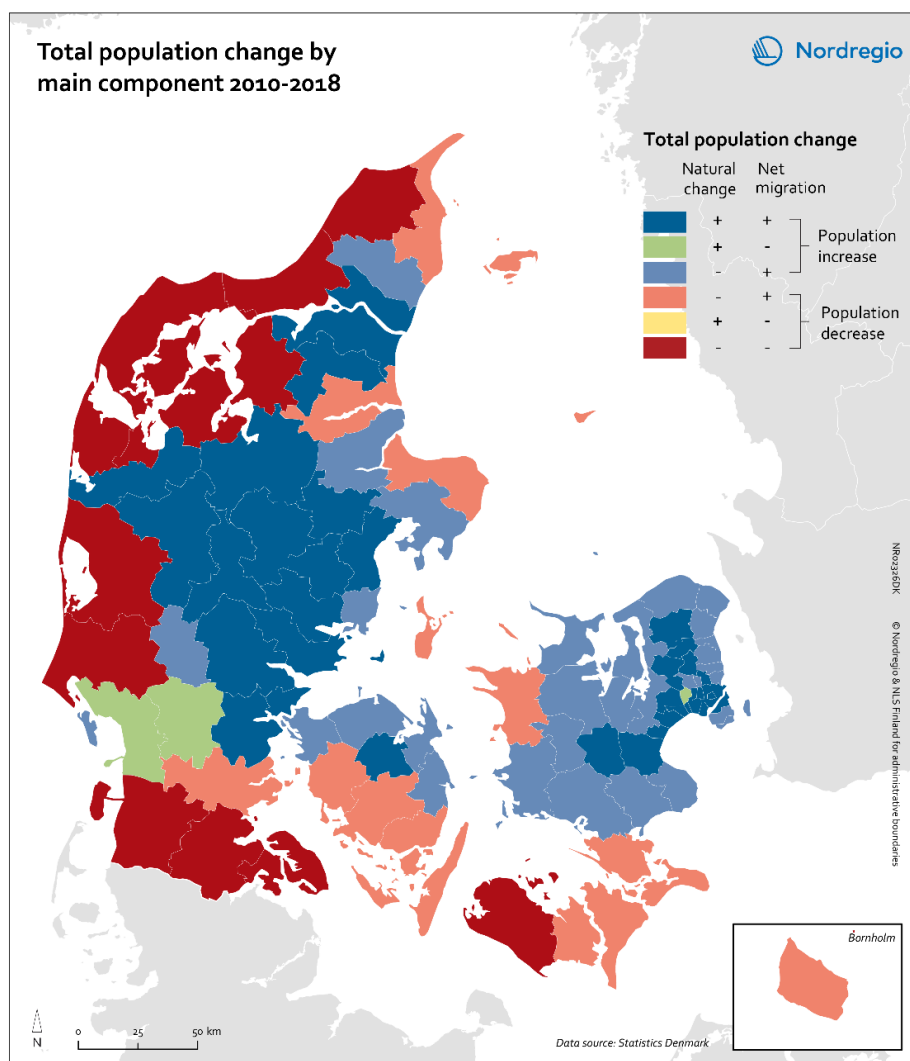 Total population change by
main component 2010-2018
Nordregio
Total population change
Natural Net
change migration
+ +
+ -
- +
Population
increase
- +
+ -
- -
Population
decrease
NR02326DK © Nordregio & NLS Finland for administrative boundaries
Bornholm
N
0 25 50 km
Data source: Statistics Denmark